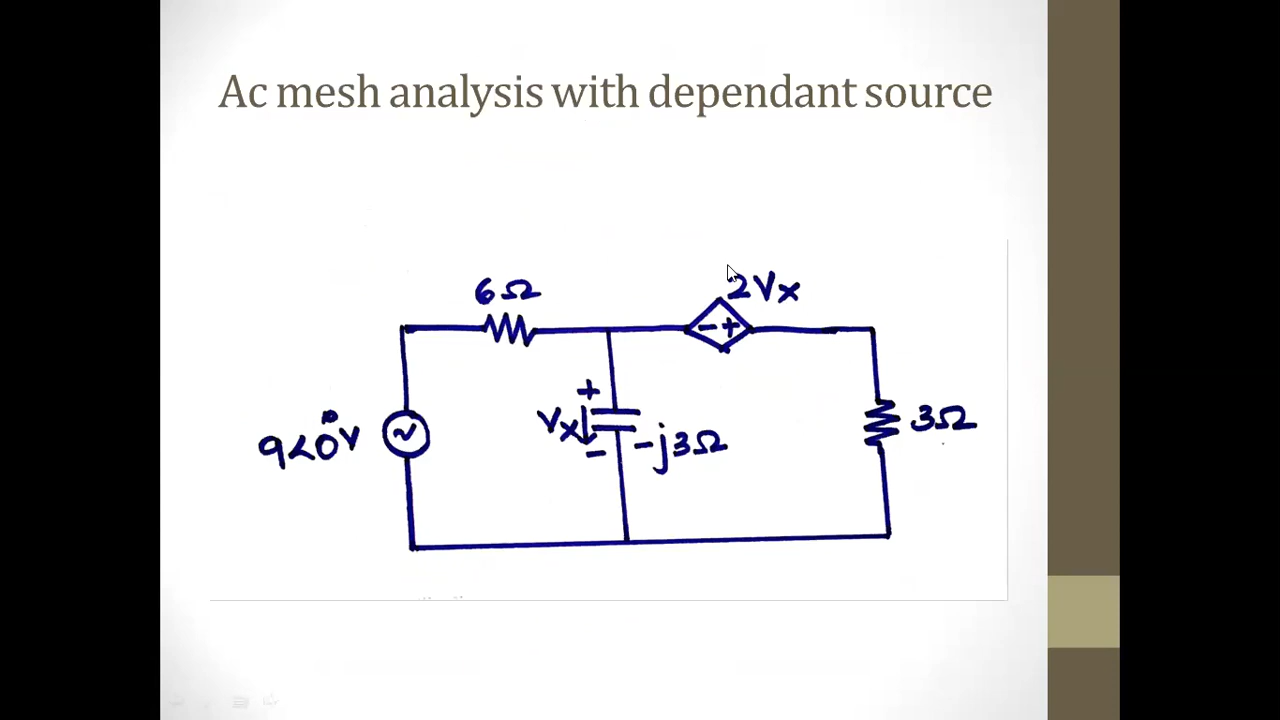 Ac mesh analysis with dependant source
6Ω
2Vx
+
- +
Vx
-
-j3Ω
3Ω
9<0°V